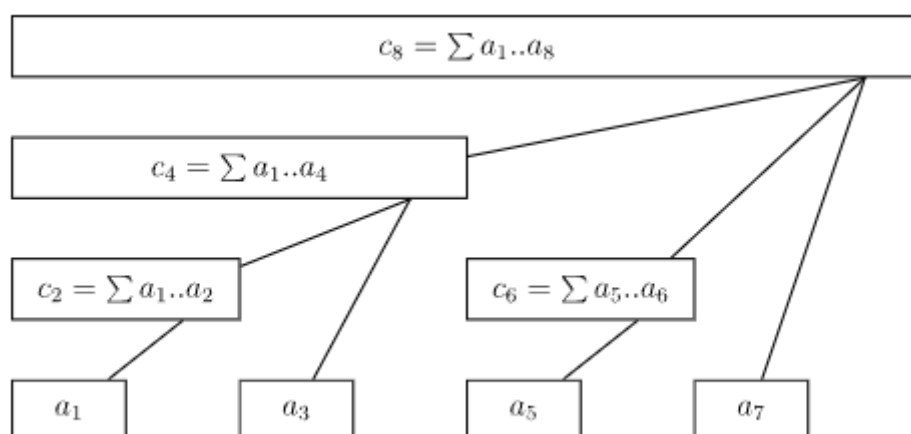 c₈ = ∑ a₁..a₈
c₄ = ∑ a₁..a₄
c₂ = ∑ a₁..a₂
c₆ = ∑ a₅..a₆
a₁
a₃
a₅
a₇